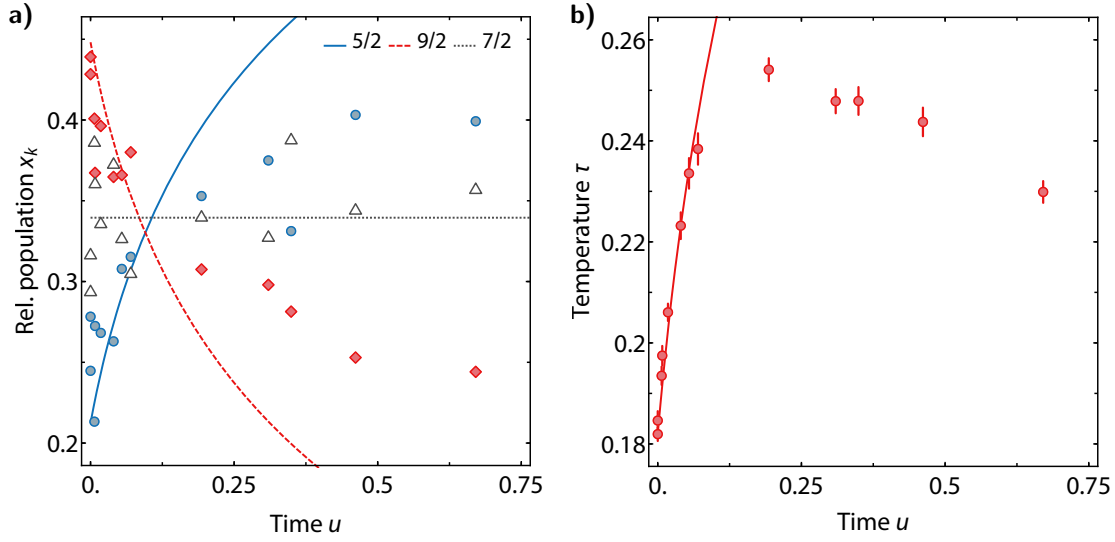 a)
5/2 9/2 7/2
0.4
0.3
0.2
Rel. population x_k
0. 0.25 0.5 0.75
Time u
b)
0.26
0.24
0.22
0.2
0.18
Temperature τ
0. 0.25 0.5 0.75
Time u